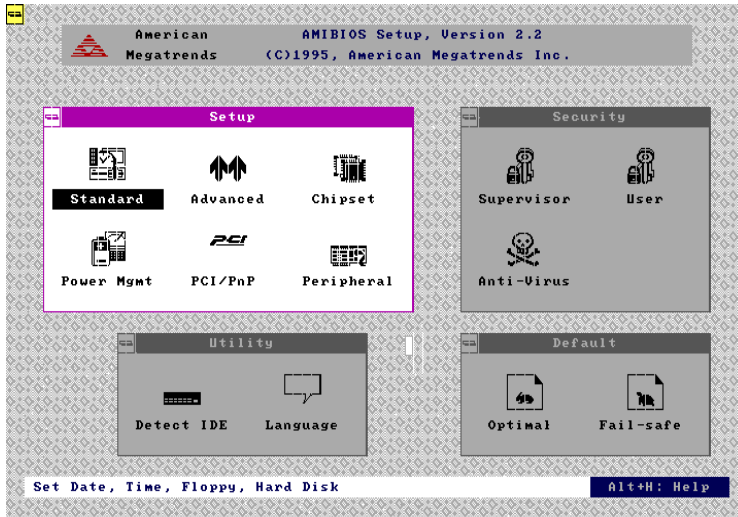 American AMIBIOS Setup, Version 2.2
Megatrends (C)1995, American Megatrends Inc.
Setup
Standard Advanced Chipset
PCI
Power Mgmt PCI/PnP Peripheral
Security
Supervisor User
Anti-Virus
Utility
Detect IDE Language
Default
Optimal Fail-safe
Set Date, Time, Floppy, Hard Disk Alt+H: Help